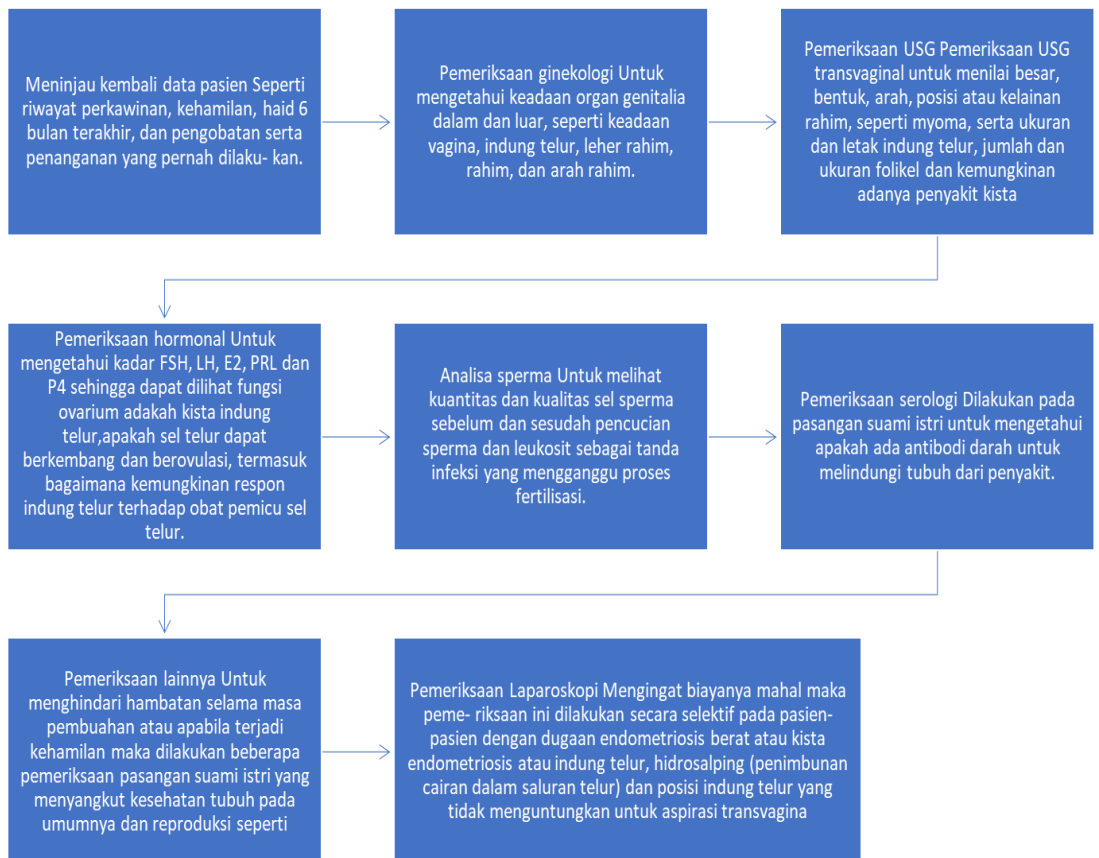 Meninjau kembali data pasien Seperti
riwayat perkawinan, kehamilan, haid 6
bulan terakhir, dan pengobatan serta
penanganan yang pernah dilaku- kan.
Pemeriksaan ginekologi Untuk
mengetahui keadaan organ genitalia
dalam dan luar, seperti keadaan
vagina, indung telur, leher rahim,
rahim, dan arah rahim.
Pemeriksaan USG Pemeriksaan USG
transvaginal untuk menilai besar,
bentuk, arah, posisi atau kelainan
rahim, seperti myoma, serta ukuran
dan letak indung telur, jumlah dan
ukuran folikel dan kemungkinan
adanya penyakit kista
Pemeriksaan hormonal Untuk
mengetahui kadar FSH, LH, E2, PRL dan
P4 sehingga dapat dilihat fungsi
ovarium adakah kista indung
telur,apakah sel telur dapat
berkembang dan berovulasi, termasuk
bagaimana kemungkinan respon
indung telur terhadap obat pemicu sel
telur.
Analisa sperma Untuk melihat
kuantitas dan kualitas sel sperma
sebelum dan sesudah pencucian
sperma dan leukosit sebagai tanda
infeksi yang mengganggu proses
fertilisasi.
Pemeriksaan serologi Dilakukan pada
pasangan suami istri untuk mengetahui
apakah ada antibodi darah untuk
melindungi tubuh dari penyakit.
Pemeriksaan lainnya Untuk
menghindari hambatan selama masa
pembuahan atau apabila terjadi
kehamilan maka dilakukan beberapa
pemeriksaan pasangan suami istri yang
menyangkut kesehatan tubuh pada
umumnya dan reproduksi seperti
Pemeriksaan Laparoskopi Mengingat biayanya mahal maka
peme- riksaan ini dilakukan secara selektif pada pasien-
pasien dengan dugaan endometriosis berat atau kista
endometriosis atau indung telur, hidrosalping (penimbunan
cairan dalam saluran telur) dan posisi indung telur yang
tidak menguntungkan untuk aspirasi transvagina